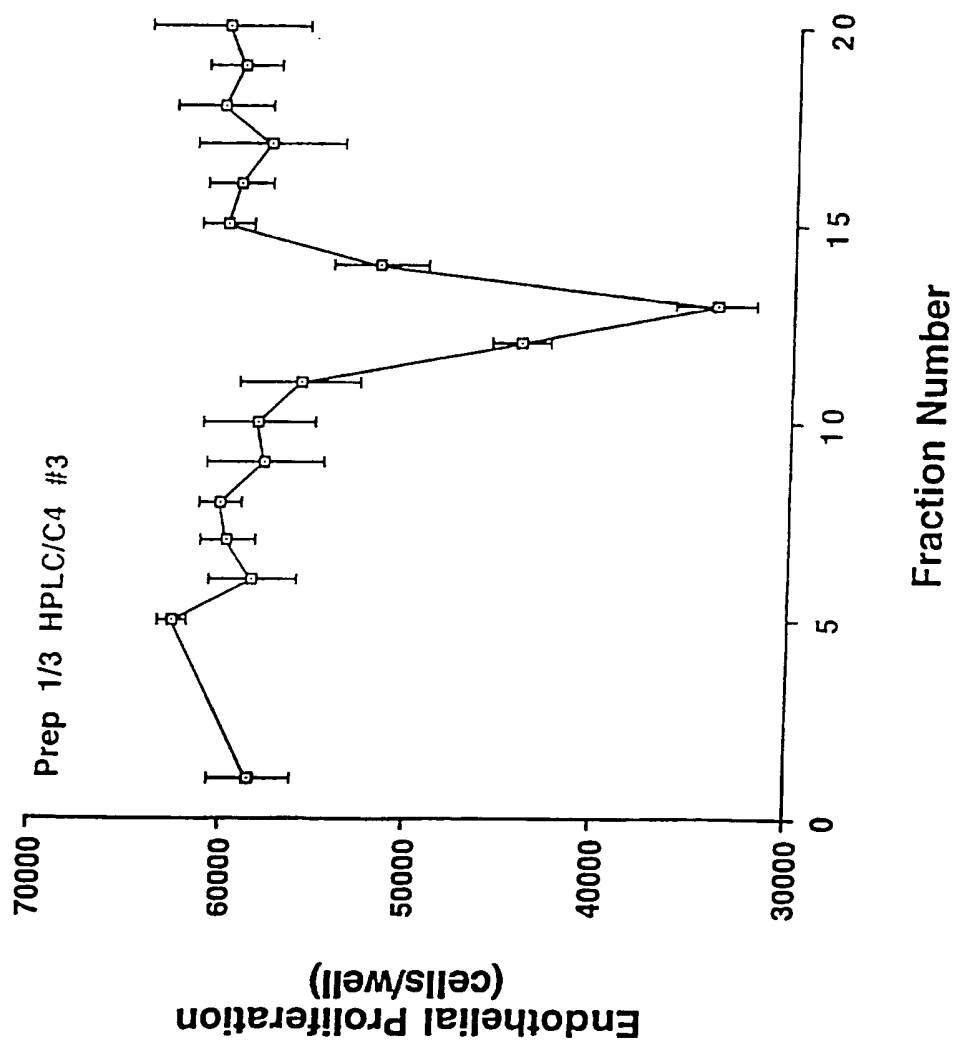 Prep 1/3 HPLC/C4 #3
70000
60000
50000
40000
30000
Endothelial Proliferation
(cells/well)
0
5
10
15
20
Fraction Number